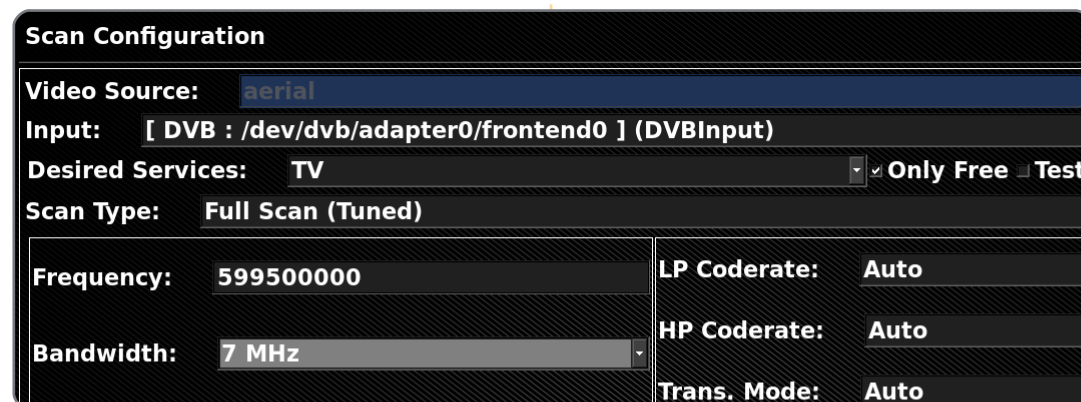 Scan Configuration
Video Source: aerial
Input: [ DVB : /dev/dvb/adapter0/frontend0 ] (DVBInput)
Desired Services: TV Only Free Test
Scan Type: Full Scan (Tuned)
Frequency: 599500000
LP Coderate: Auto
HP Coderate: Auto
Bandwidth: 7 MHz
Trans. Mode: Auto